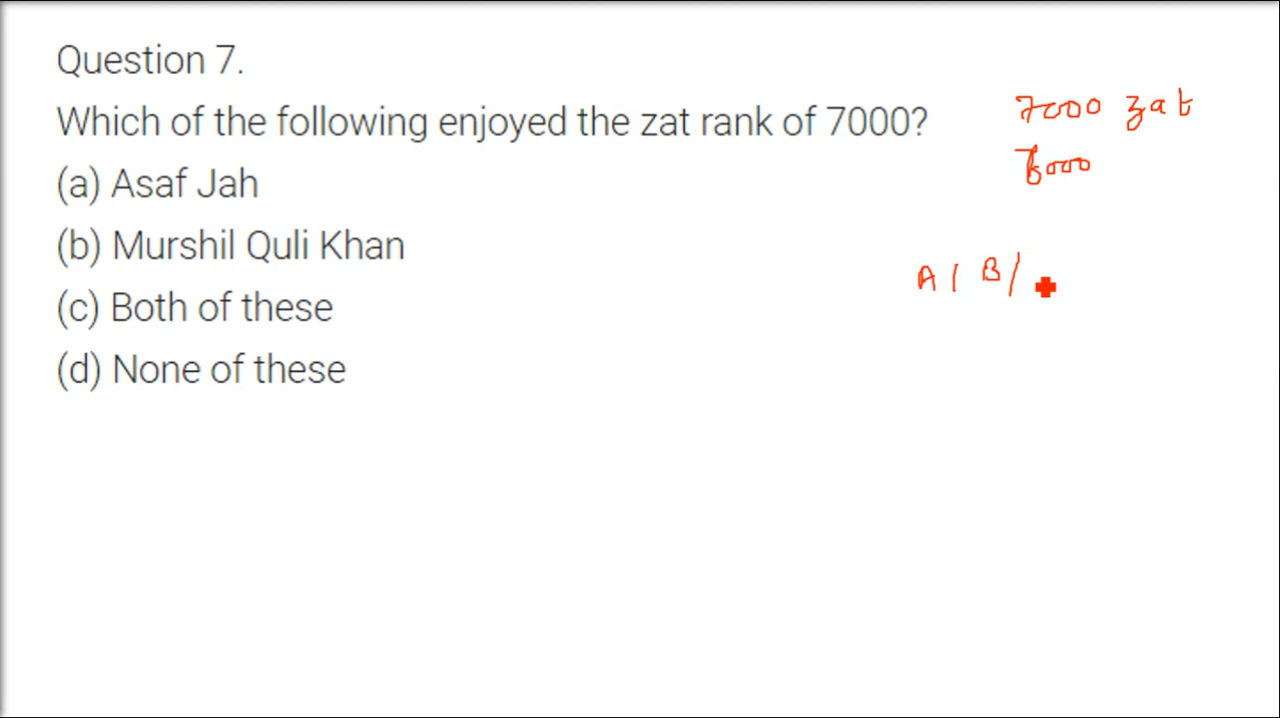 Question 7.
Which of the following enjoyed the zat rank of 7000?
7000 zat
(a) Asaf Jah
(b) Murshil Quli Khan
A / B /
(c) Both of these
(d) None of these